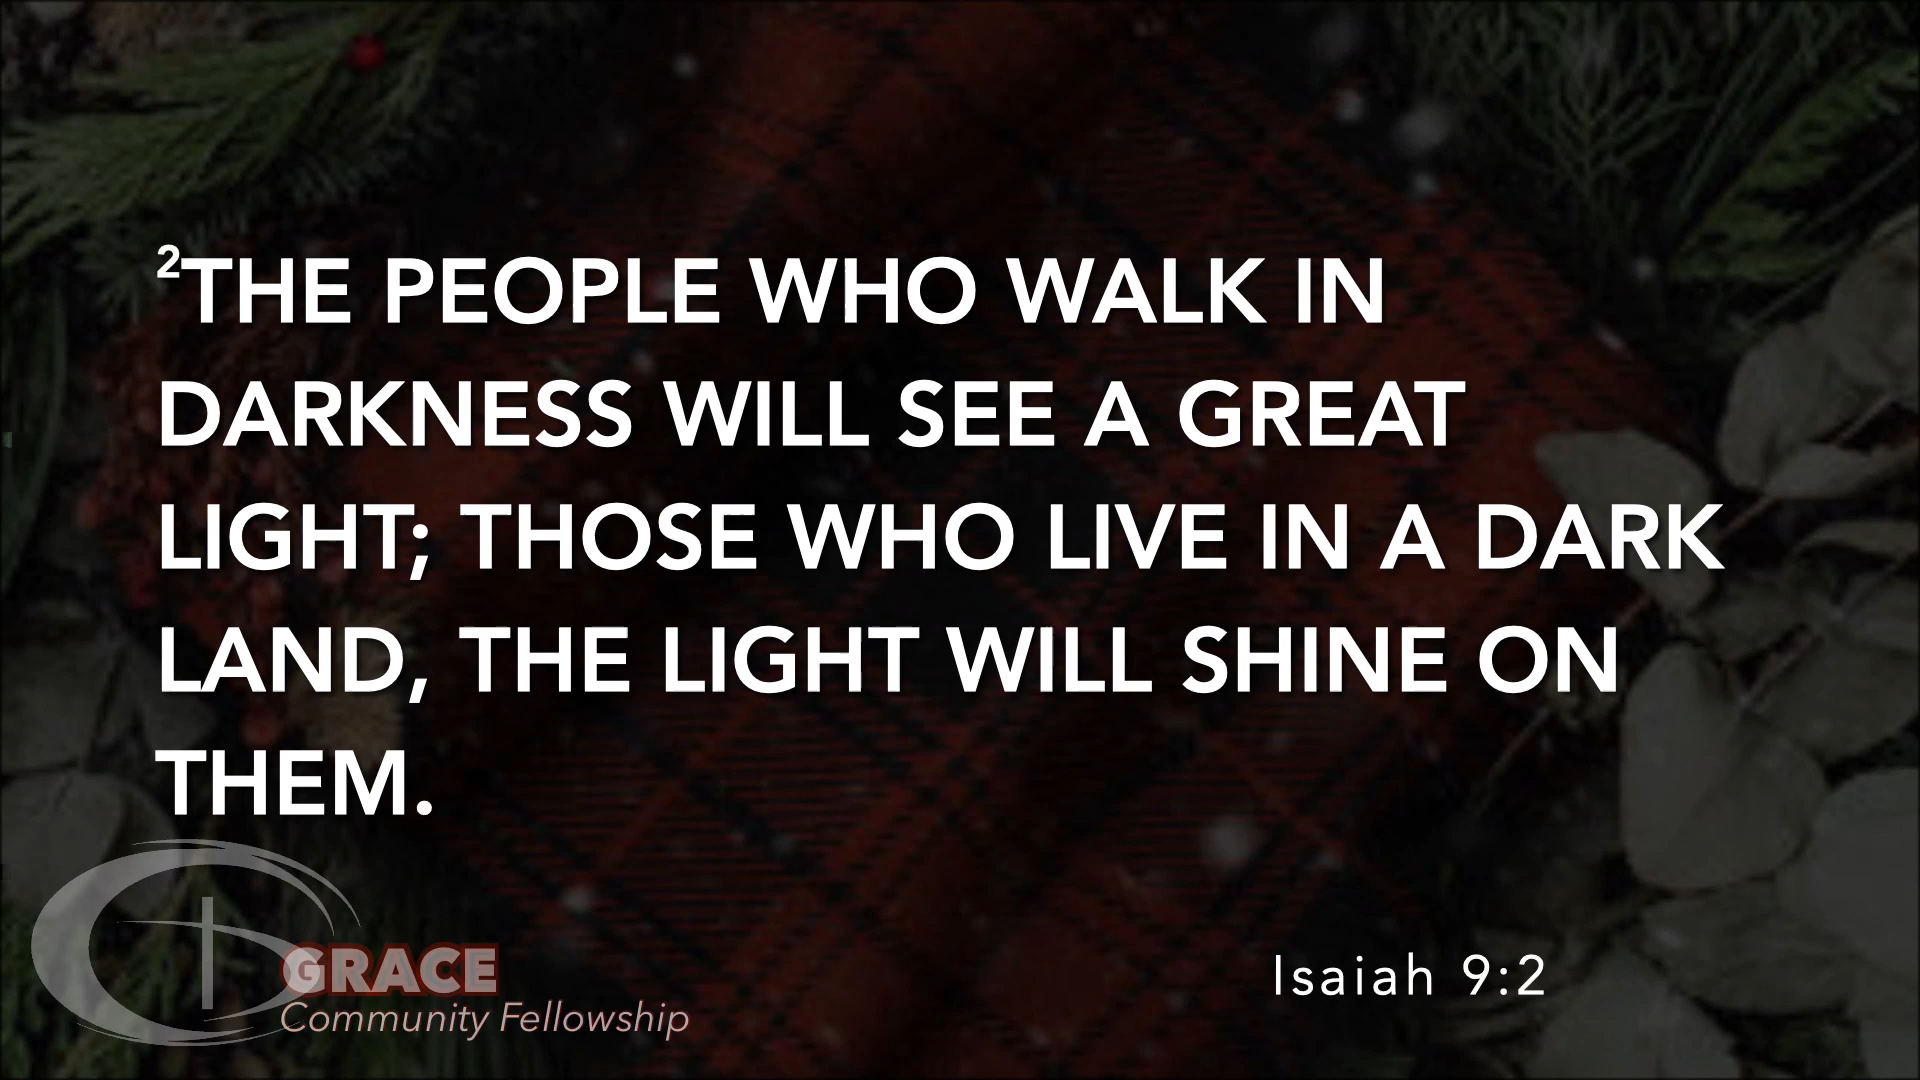 ²THE PEOPLE WHO WALK IN
DARKNESS WILL SEE A GREAT
LIGHT; THOSE WHO LIVE IN A DARK
LAND, THE LIGHT WILL SHINE ON
THEM.
GRACE
Community Fellowship
Isaiah 9:2